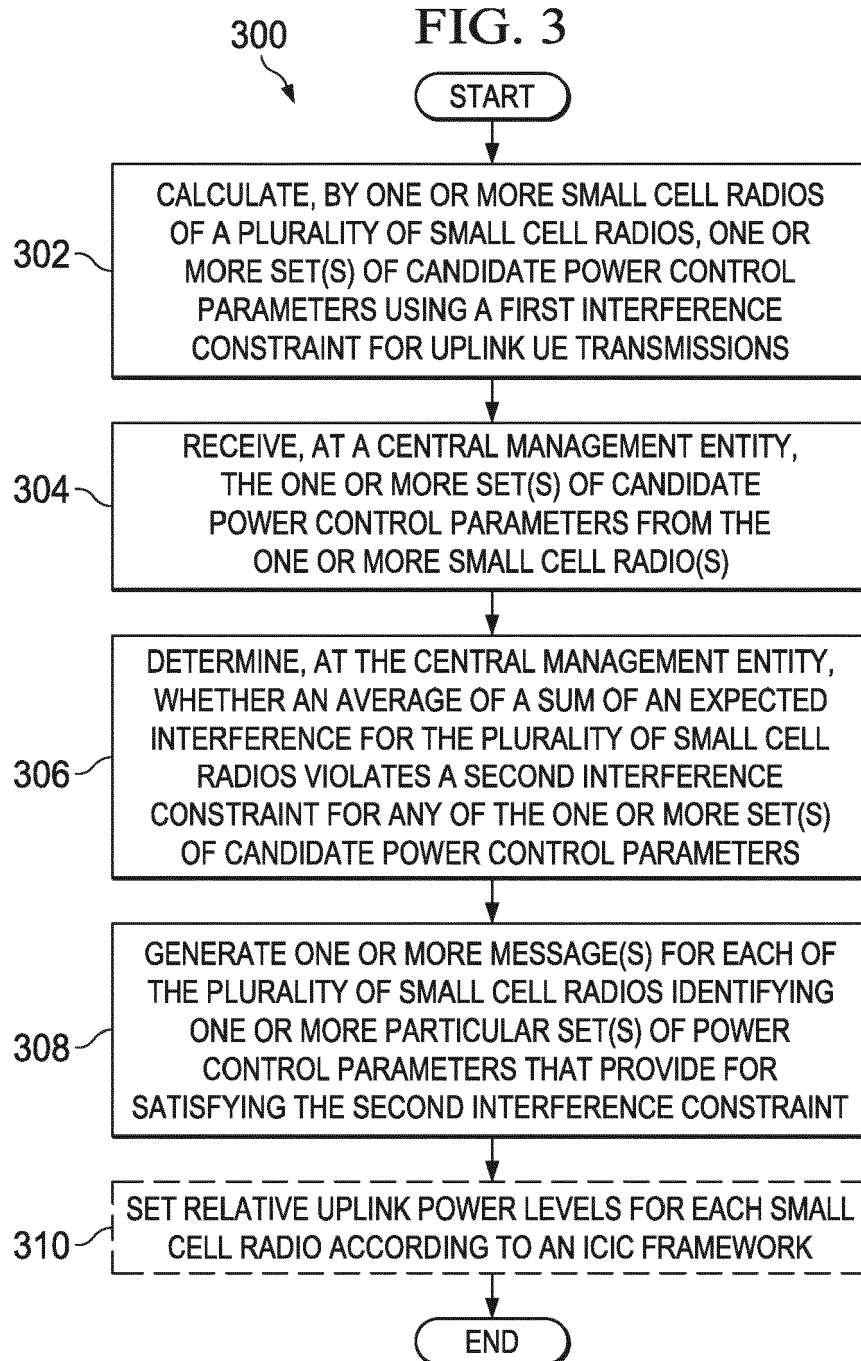 FIG. 3
300
START
302
CALCULATE, BY ONE OR MORE SMALL CELL RADIOS
OF A PLURALITY OF SMALL CELL RADIOS, ONE OR
MORE SET(S) OF CANDIDATE POWER CONTROL
PARAMETERS USING A FIRST INTERFERENCE
CONSTRAINT FOR UPLINK UE TRANSMISSIONS
304
RECEIVE, AT A CENTRAL MANAGEMENT ENTITY,
THE ONE OR MORE SET(S) OF CANDIDATE
POWER CONTROL PARAMETERS FROM THE
ONE OR MORE SMALL CELL RADIO(S)
306
DETERMINE, AT THE CENTRAL MANAGEMENT ENTITY,
WHETHER AN AVERAGE OF A SUM OF AN EXPECTED
INTERFERENCE FOR THE PLURALITY OF SMALL CELL
RADIOS VIOLATES A SECOND INTERFERENCE
CONSTRAINT FOR ANY OF THE ONE OR MORE SET(S)
OF CANDIDATE POWER CONTROL PARAMETERS
308
GENERATE ONE OR MORE MESSAGE(S) FOR EACH OF
THE PLURALITY OF SMALL CELL RADIOS IDENTIFYING
ONE OR MORE PARTICULAR SET(S) OF POWER
CONTROL PARAMETERS THAT PROVIDE FOR
SATISFYING THE SECOND INTERFERENCE CONSTRAINT
310
SET RELATIVE UPLINK POWER LEVELS FOR EACH SMALL
CELL RADIO ACCORDING TO AN ICIC FRAMEWORK
END